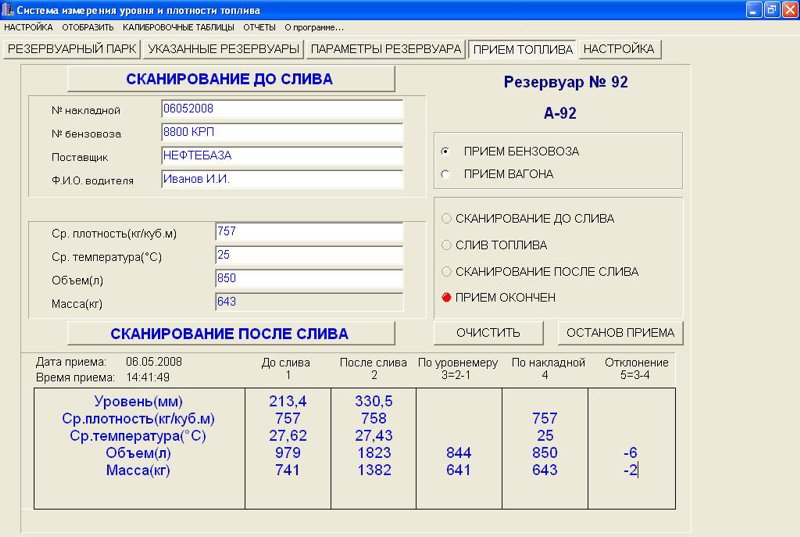 Система измерения уровня и плотности топлива
НАСТРОЙКА ОТОБРАЗИТЬ КАЛИБРОВОЧНЫЕ ТАБЛИЦЫ ОТЧЕТЫ О программе...
РЕЗЕРВУАРНЫЙ ПАРК УКАЗАННЫЕ РЕЗЕРВУАРЫ ПАРАМЕТРЫ РЕЗЕРВУАРА ПРИЕМ ТОПЛИВА НАСТРОЙКА
СКАНИРОВАНИЕ ДО СЛИВА
№ накладной 06052008
№ бензовоза 8800 КРП
Поставщик НЕФТЕБАЗА
Ф.И.О. водителя Иванов И.И.
Ср. плотность(кг/куб.м) 757
Ср. температура(°C) 25
Объем(л) 850
Масса(кг) 643
СКАНИРОВАНИЕ ПОСЛЕ СЛИВА
Резервуар № 92
А-92
ПРИЕМ БЕНЗОВОЗА
ПРИЕМ ВАГОНА
СКАНИРОВАНИЕ ДО СЛИВА
СЛИВ ТОПЛИВА
СКАНИРОВАНИЕ ПОСЛЕ СЛИВА
ПРИЕМ ОКОНЧЕН
ОЧИСТИТЬ ОСТАНОВ ПРИЕМА
Дата приема: 06.05.2008 До слива После слива По уровнемеру По накладной Отклонение
Время приема: 14:41:49 1 2 3=2-1 4 5=3-4
Уровень(мм) 213,4 330,5
Ср.плотность(кг/куб.м) 757 758 757
Ср.температура(°C) 27,62 27,43 25
Объем(л) 979 1823 844 850 -6
Масса(кг) 741 1382 641 643 -2